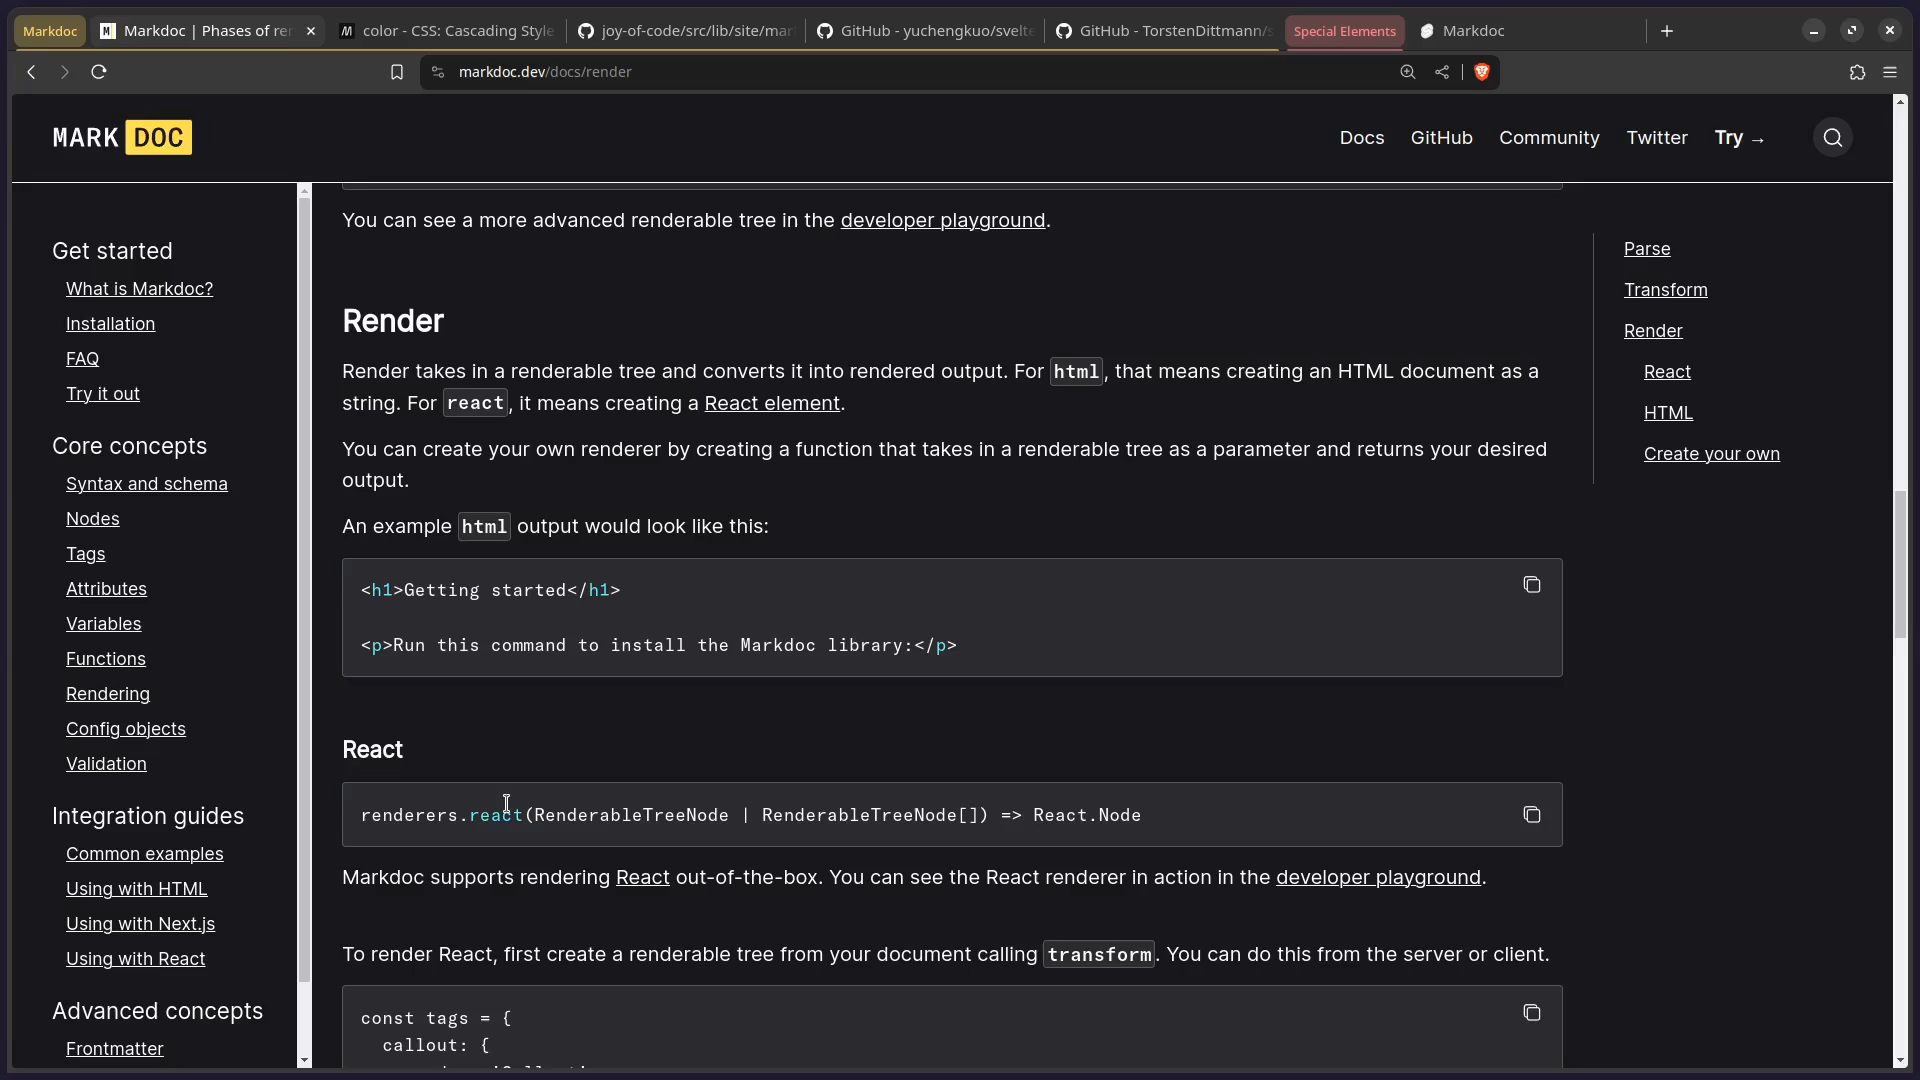 Markdoc
Markdoc | Phases of re
color - CSS: Cascading Style
joy-of-code/src/lib/site/mar
GitHub - yuchengkuo/svelte
GitHub - TorstenDittmann/s
Special Elements
Markdoc
markdoc.dev/docs/render
MARKDOC
Docs
GitHub
Community
Twitter
Try →
Get started
What is Markdoc?
Installation
FAQ
Try it out
Core concepts
Syntax and schema
Nodes
Tags
Attributes
Variables
Functions
Rendering
Config objects
Validation
Integration guides
Common examples
Using with HTML
Using with Next.js
Using with React
Advanced concepts
Frontmatter
You can see a more advanced renderable tree in the developer playground.
Render
Render takes in a renderable tree and converts it into rendered output. For html, that means creating an HTML document as a
string. For react, it means creating a React element.
You can create your own renderer by creating a function that takes in a renderable tree as a parameter and returns your desired
output.
An example html output would look like this:
<h1>Getting started</h1>
<p>Run this command to install the Markdoc library:</p>
React
renderers.react(RenderableTreeNode | RenderableTreeNode[]) => React.Node
Markdoc supports rendering React out-of-the-box. You can see the React renderer in action in the developer playground.
To render React, first create a renderable tree from your document calling transform. You can do this from the server or client.
const tags = {
callout: {
Parse
Transform
Render
React
HTML
Create your own